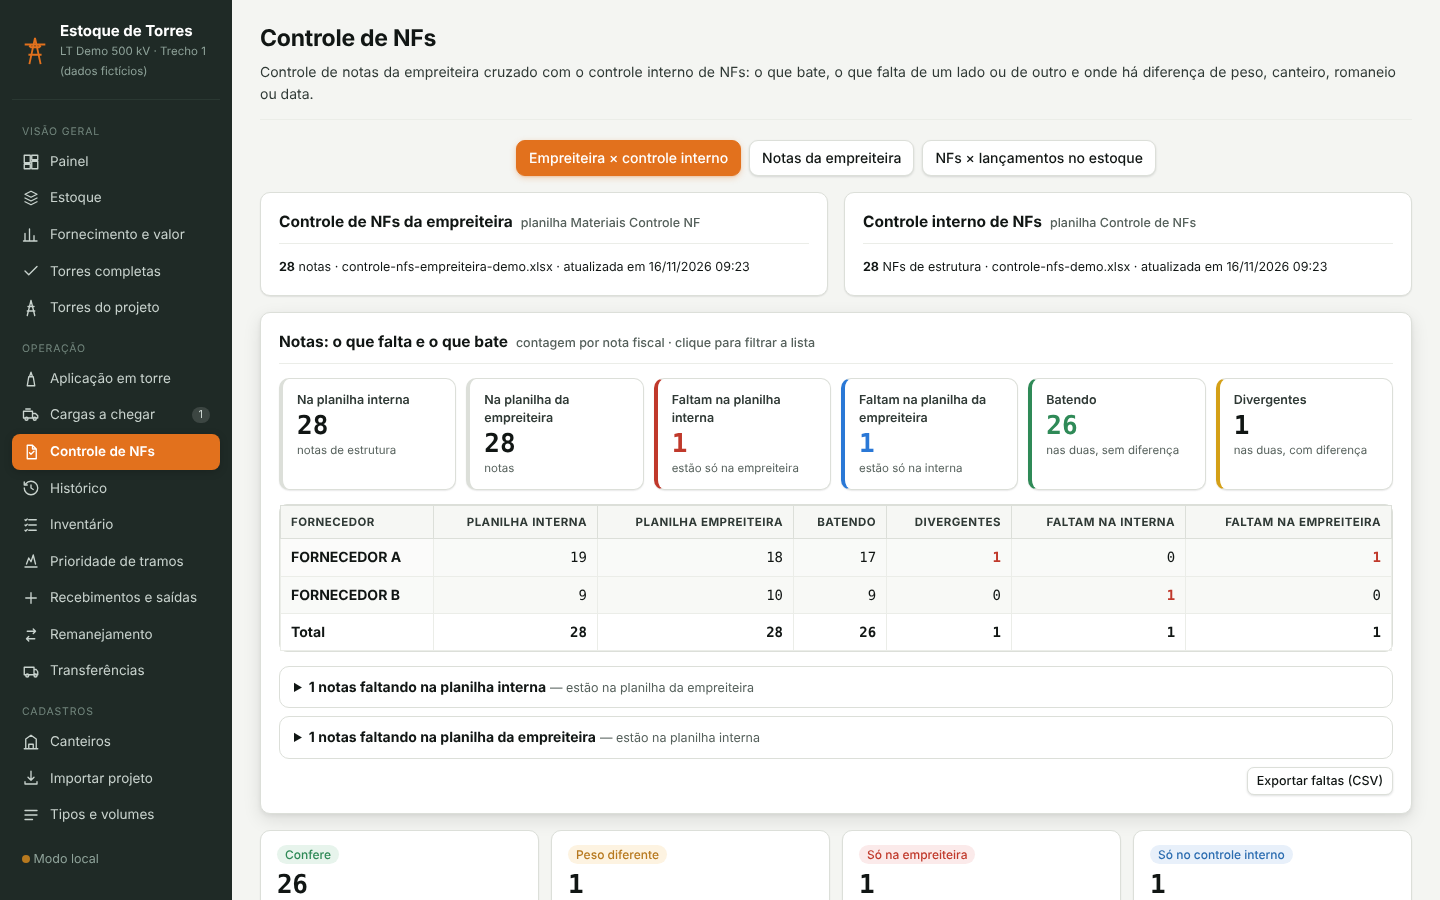 Estoque de Torres
LT Demo 500 kV · Trecho 1
(dados fictícios)
VISÃO GERAL
Painel
Estoque
Fornecimento e valor
Torres completas
Torres do projeto
OPERAÇÃO
Aplicação em torre
Cargas a chegar 1
Controle de NFs
Histórico
Inventário
Prioridade de tramos
Recebimentos e saídas
Remanejamento
Transferências
CADASTROS
Canteiros
Importar projeto
Tipos e volumes
Modo local
Controle de NFs
Controle de notas da empreiteira cruzado com o controle interno de NFs: o que bate, o que falta de um lado ou de outro e onde há diferença de peso, canteiro, romaneio
ou data.
Empreiteira × controle interno
Notas da empreiteira
NFs × lançamentos no estoque
Controle de NFs da empreiteira planilha Materiais Controle NF
28 notas · controle-nfs-empreiteira-demo.xlsx · atualizada em 16/11/2026 09:23
Controle interno de NFs planilha Controle de NFs
28 NFs de estrutura · controle-nfs-demo.xlsx · atualizada em 16/11/2026 09:23
Notas: o que falta e o que bate contagem por nota fiscal · clique para filtrar a lista
Na planilha interna
28
notas de estrutura
Na planilha da
empreiteira
28
notas
Faltam na planilha
interna
1
estão só na empreiteira
Faltam na planilha da
empreiteira
1
estão só na interna
Batendo
26
nas duas, sem diferença
Divergentes
1
nas duas, com diferença
FORNECEDOR PLANILHA INTERNA PLANILHA EMPREITEIRA BATENDO DIVERGENTES FALTAM NA INTERNA FALTAM NA EMPREITEIRA
FORNECEDOR A 19 18 17 1 0 1
FORNECEDOR B 9 10 9 0 1 0
Total 28 28 26 1 1 1
1 notas faltando na planilha interna — estão na planilha da empreiteira
1 notas faltando na planilha da empreiteira — estão na planilha interna
Exportar faltas (CSV)
Confere
26
Peso diferente
1
Só na empreiteira
1
Só no controle interno
1